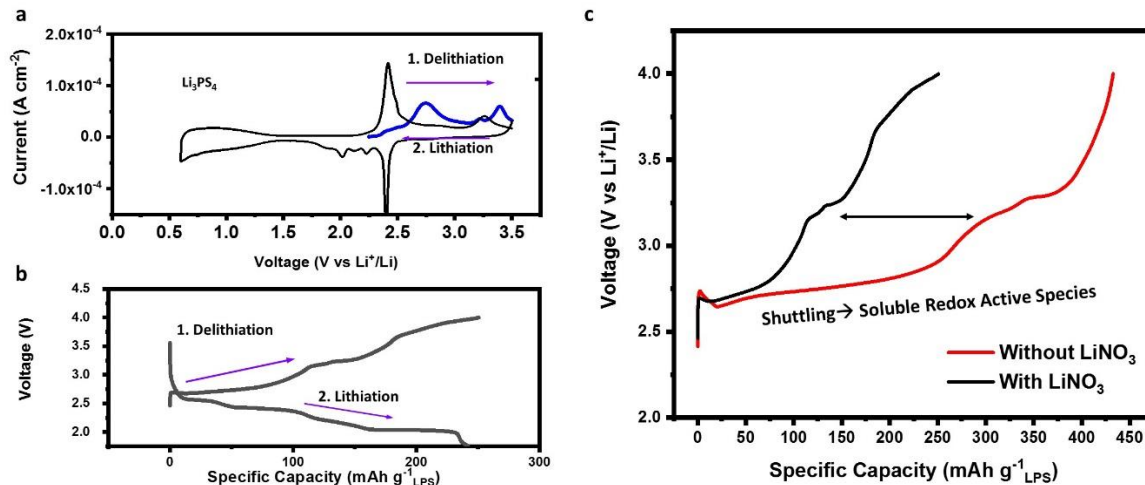 a
2.0x10⁻⁴
1.0x10⁻⁴
0.0
-1.0x10⁻⁴
Current (A cm⁻²)
Li₃PS₄
1. Delithiation
2. Lithiation
0.0 0.5 1.0 1.5 2.0 2.5 3.0 3.5
Voltage (V vs Li⁺/Li)
b
4.5
4.0
3.5
3.0
2.5
2.0
Voltage (V)
1. Delithiation
2. Lithiation
0 100 200 300
Specific Capacity (mAh g⁻¹LPS)
c
4.0
3.5
3.0
2.5
2.0
Voltage (V vs Li⁺/Li)
Shuttling→ Soluble Redox Active Species
Without LiNO₃
With LiNO₃
0 50 100 150 200 250 300 350 400 450
Specific Capacity (mAh g⁻¹LPS)